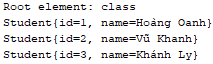 Root element: class
Student{id=1, name=Hoàng Oanh}
Student{id=2, name=Vũ Khanh}
Student{id=3, name=Khánh Ly}